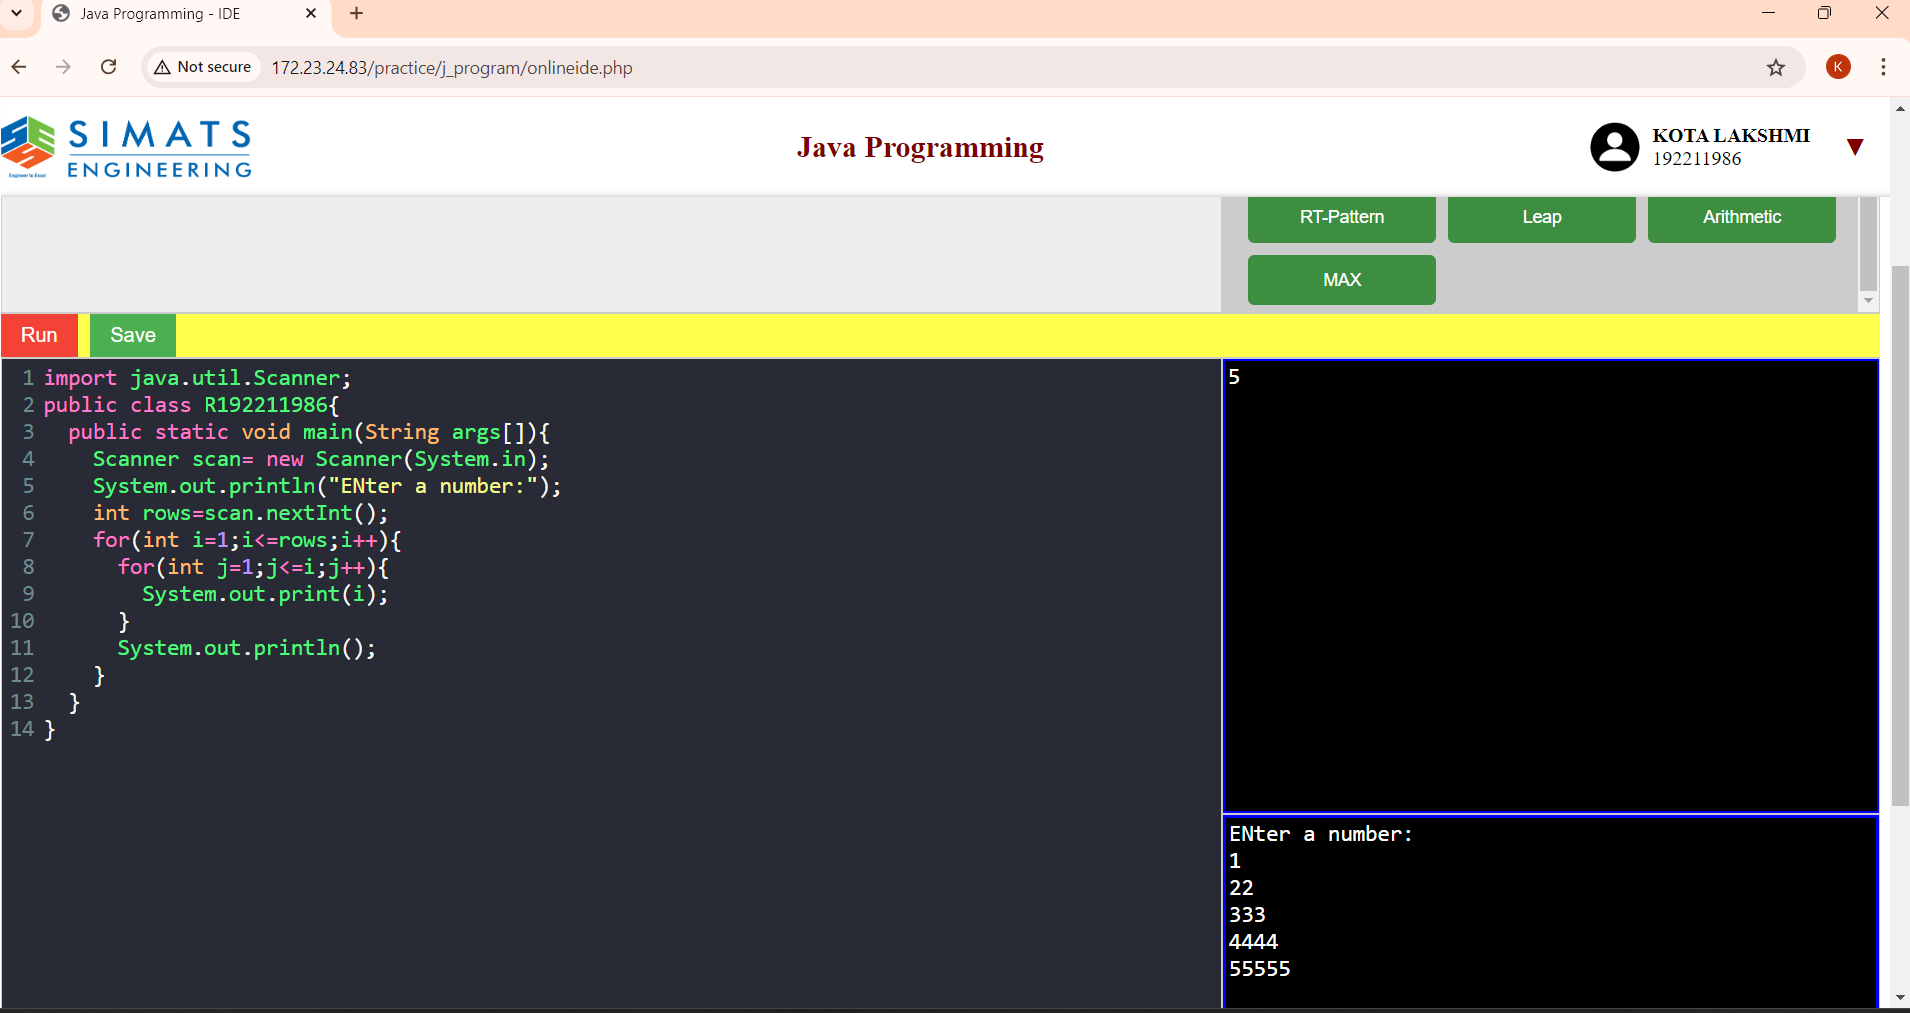 Java Programming - IDE
Not secure
172.23.24.83/practice/j_program/onlineide.php
K
SIMATS
ENGINEERING
Engineer to Excel
Java Programming
KOTA LAKSHMI
192211986
RT-Pattern
Leap
Arithmetic
MAX
Run
Save
1 import java.util.Scanner;
2 public class R192211986{
3   public static void main(String args[]){
4     Scanner scan= new Scanner(System.in);
5     System.out.println("ENter a number:");
6     int rows=scan.nextInt();
7     for(int i=1;i<=rows;i++){
8       for(int j=1;j<=i;j++){
9         System.out.print(i);
10       }
11       System.out.println();
12     }
13   }
14 }
5
ENter a number:
1
22
333
4444
55555